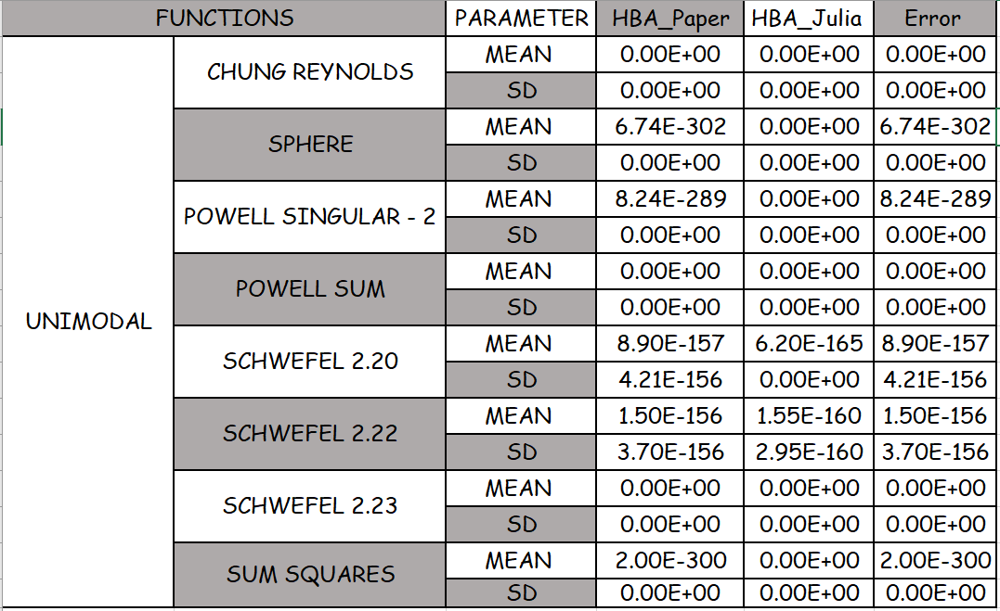 FUNCTIONS PARAMETER HBA_Paper HBA_Julia Error
UNIMODAL
CHUNG REYNOLDS
MEAN 0.00E+00 0.00E+00 0.00E+00
SD 0.00E+00 0.00E+00 0.00E+00
SPHERE
MEAN 6.74E-302 0.00E+00 6.74E-302
SD 0.00E+00 0.00E+00 0.00E+00
POWELL SINGULAR - 2
MEAN 8.24E-289 0.00E+00 8.24E-289
SD 0.00E+00 0.00E+00 0.00E+00
POWELL SUM
MEAN 0.00E+00 0.00E+00 0.00E+00
SD 0.00E+00 0.00E+00 0.00E+00
SCHWEFEL 2.20
MEAN 8.90E-157 6.20E-165 8.90E-157
SD 4.21E-156 0.00E+00 4.21E-156
SCHWEFEL 2.22
MEAN 1.50E-156 1.55E-160 1.50E-156
SD 3.70E-156 2.95E-160 3.70E-156
SCHWEFEL 2.23
MEAN 0.00E+00 0.00E+00 0.00E+00
SD 0.00E+00 0.00E+00 0.00E+00
SUM SQUARES
MEAN 2.00E-300 0.00E+00 2.00E-300
SD 0.00E+00 0.00E+00 0.00E+00